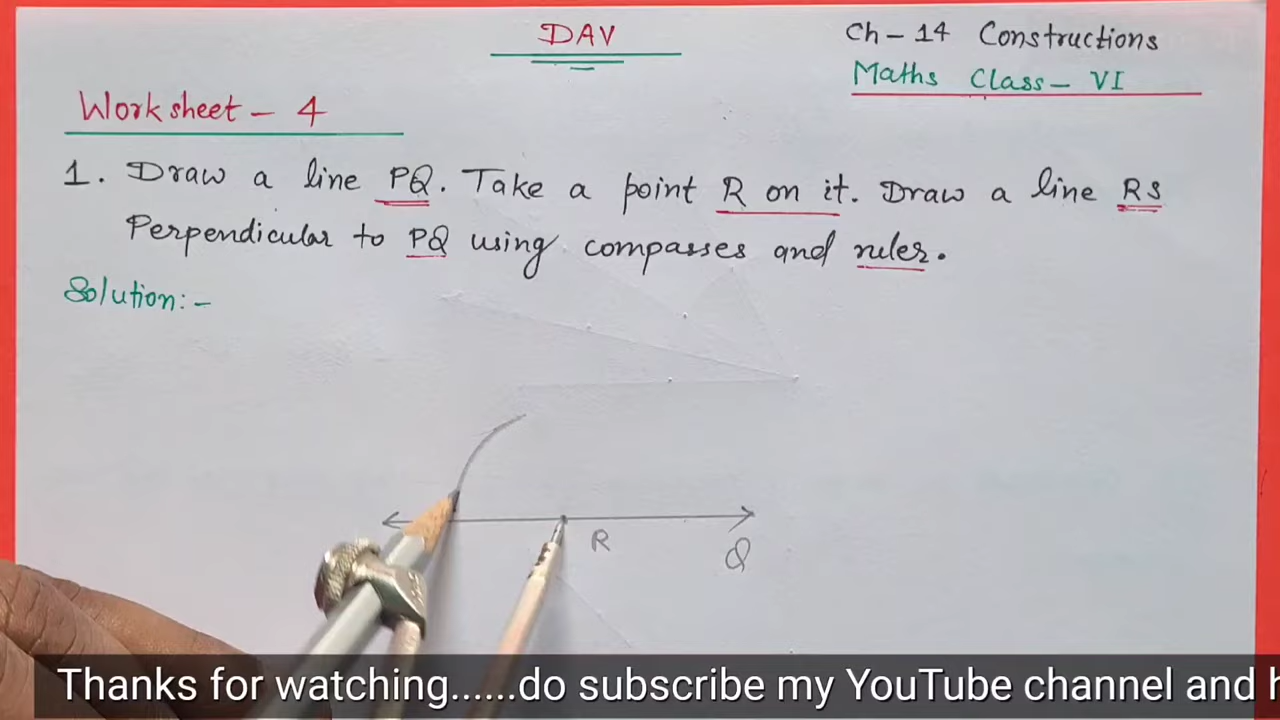 DAV
Ch - 14 Constructions
Maths Class - VI
Worksheet - 4
1. Draw a line PQ. Take a point R on it. Draw a line RS
Perpendicular to PQ using compasses and ruler.
Solution:-
R
Q
Thanks for watching......do subscribe my YouTube channel and h